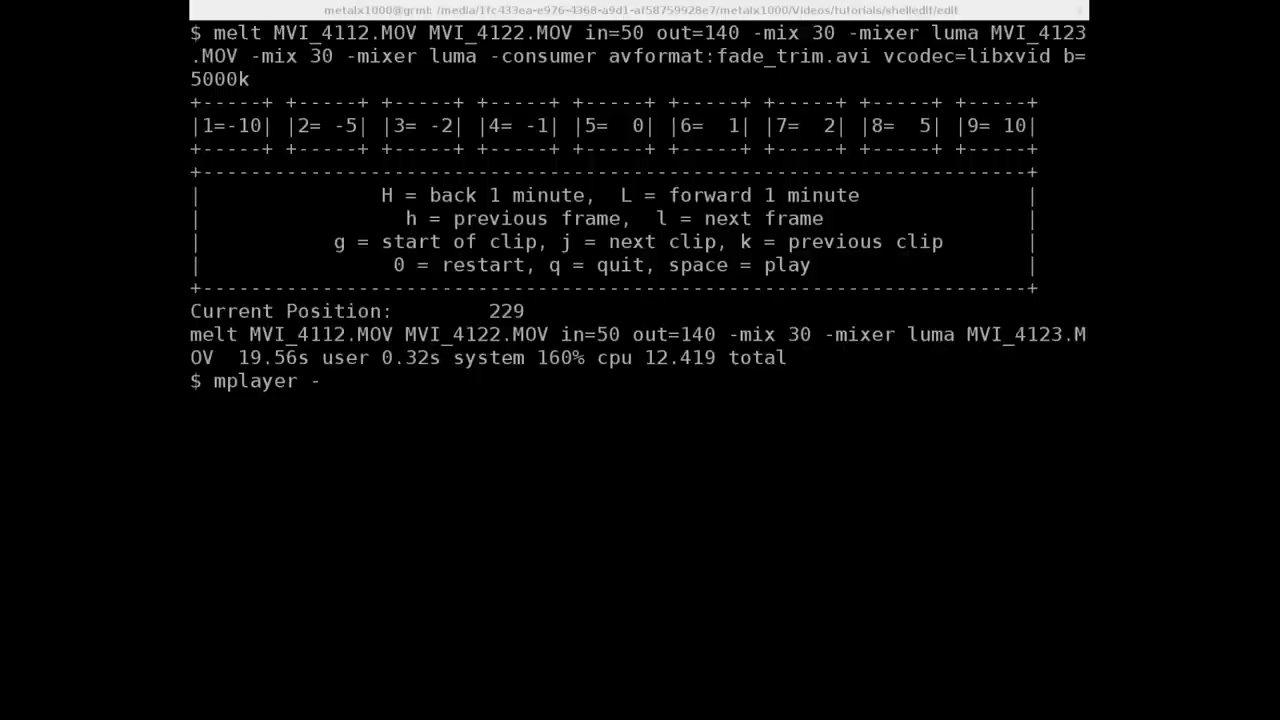 metalx1000@grml: /media/1fc433ea-e976-4368-a9d1-af58759928e7/metalx1000/Videos/tutorials/shelledit/edit
$ melt MVI_4112.MOV MVI_4122.MOV in=50 out=140 -mix 30 -mixer luma MVI_4123
.MOV -mix 30 -mixer luma -consumer avformat:fade_trim.avi vcodec=libxvid b=
5000k
+-----+ +-----+ +-----+ +-----+ +-----+ +-----+ +-----+ +-----+ +-----+
|1=-10| |2= -5| |3= -2| |4= -1| |5=  0| |6=  1| |7=  2| |8=  5| |9= 10|
+-----+ +-----+ +-----+ +-----+ +-----+ +-----+ +-----+ +-----+ +-----+
+---------------------------------------------------------------------+
|               H = back 1 minute,  L = forward 1 minute              |
|                 h = previous frame,  l = next frame                 |
|           g = start of clip, j = next clip, k = previous clip       |
|                0 = restart, q = quit, space = play                  |
+---------------------------------------------------------------------+
Current Position:        229
melt MVI_4112.MOV MVI_4122.MOV in=50 out=140 -mix 30 -mixer luma MVI_4123.M
OV  19.56s user 0.32s system 160% cpu 12.419 total
$ mplayer -